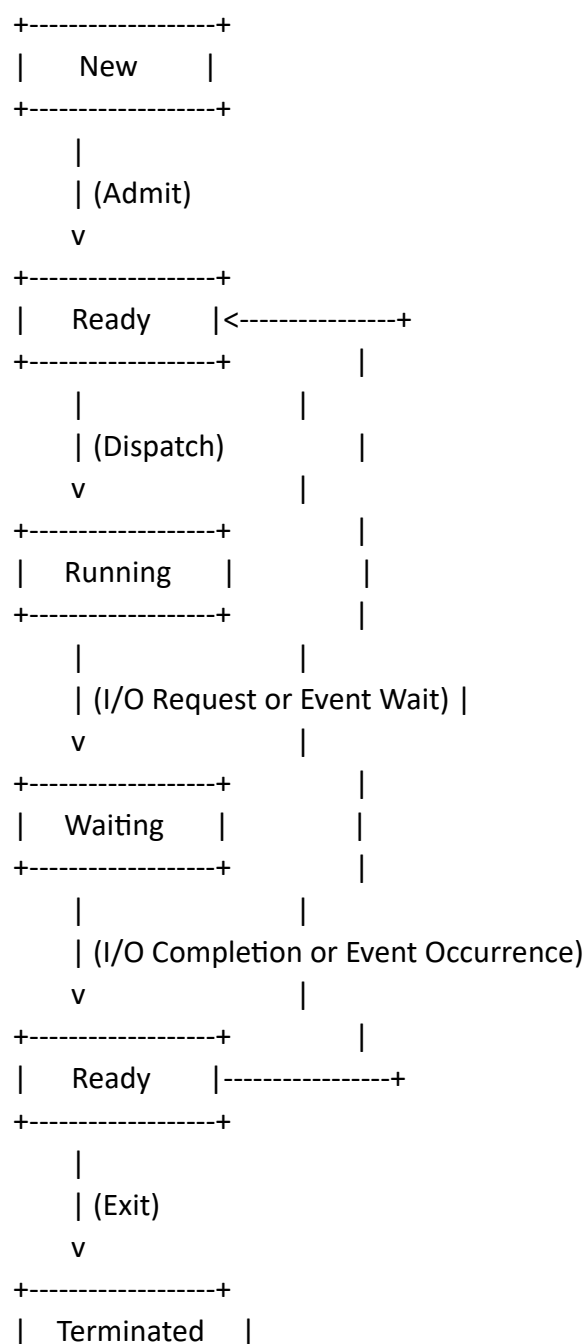 +-------------------+
|      New        |
+-------------------+
       |
       | (Admit)
       v
+-------------------+
|     Ready      |<----------------+
+-------------------+                |
       |                          |
       | (Dispatch)                |
       v                          |
+-------------------+                |
|    Running      |                |
+-------------------+                |
       |                          |
       | (I/O Request or Event Wait) |
       v                          |
+-------------------+                |
|    Waiting      |                |
+-------------------+                |
       |                          |
       | (I/O Completion or Event Occurrence)
       v                          |
+-------------------+                |
|     Ready      |-----------------+
+-------------------+
       |
       | (Exit)
       v
+-------------------+
|    Terminated     |